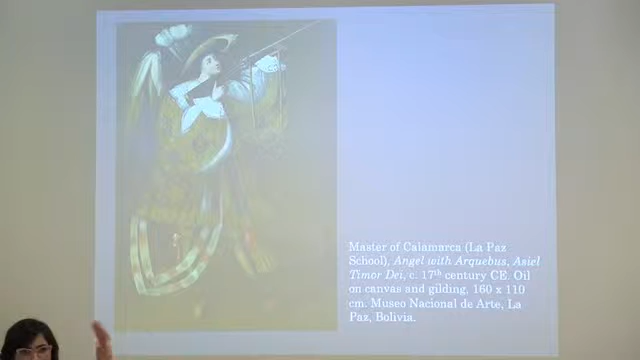 Master of Calamarca (La Paz
School), Angel with Arquebus, Asiel
Timor Dei, c. 17th century CE. Oil
on canvas and gilding, 160 x 110
cm. Museo Nacional de Arte, La
Paz, Bolivia.